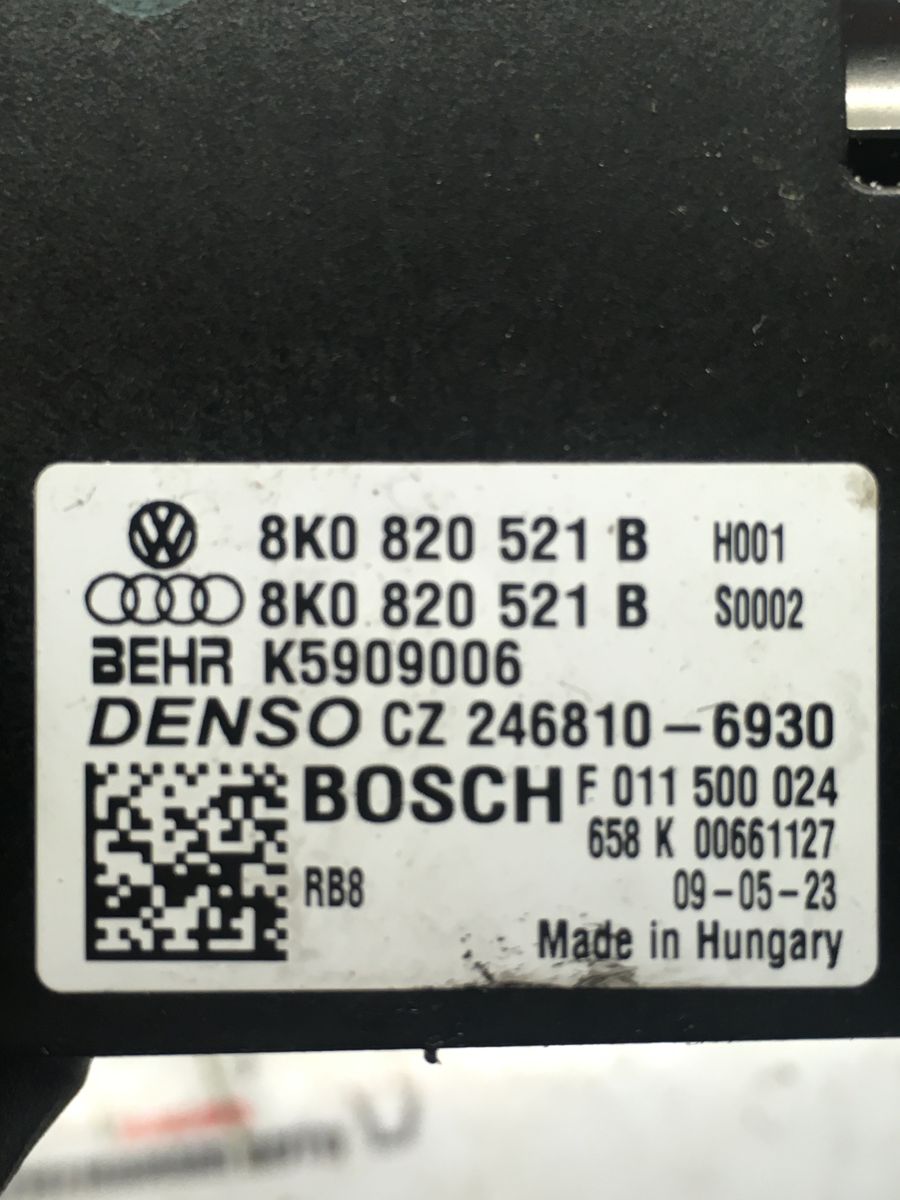 8K0 820 521 B H001
8K0 820 521 B S0002
BEHR K5909006
DENSO CZ 246810-6930
BOSCH F 011 500 024
658 K 00661127
RB8 09-05-23
Made in Hungary